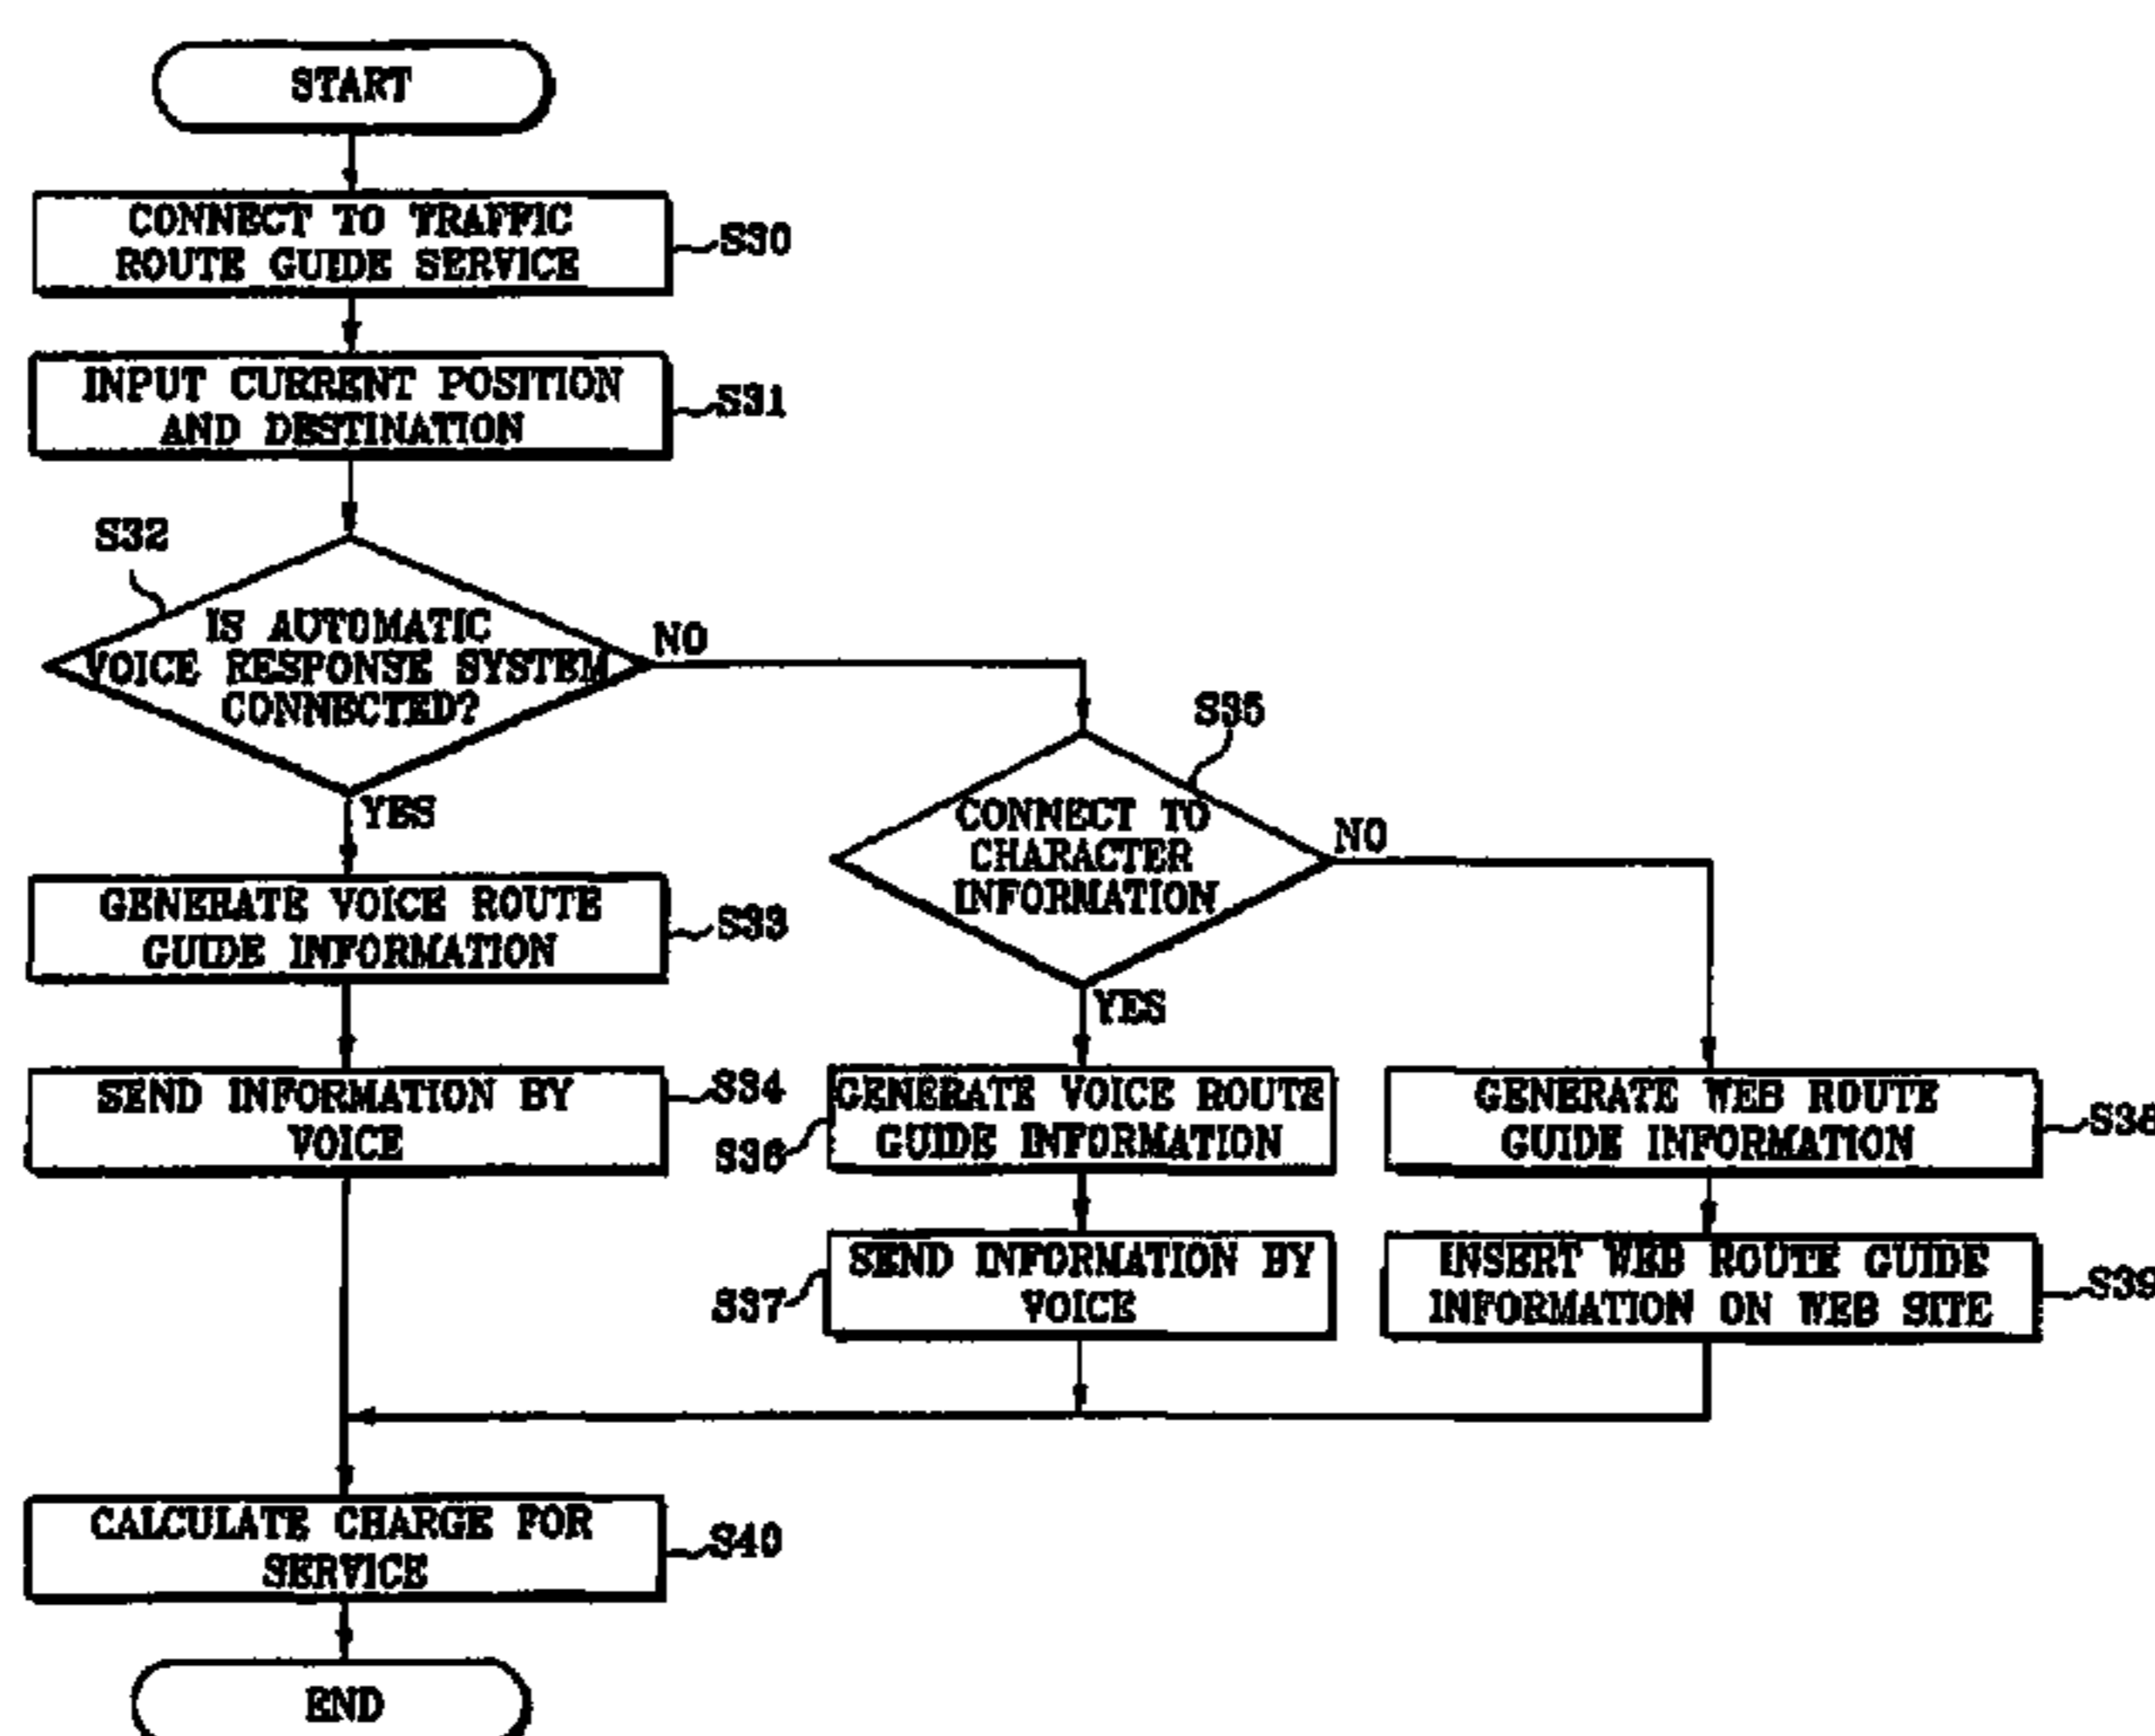 START
CONNECT TO TRAFFIC
ROUTE GUIDE SERVICE
S30
INPUT CURRENT POSITION
AND DESTINATION
S31
S32
IS AUTOMATIC
VOICE RESPONSE SYSTEM
CONNECTED?
NO
YES
S35
CONNECT TO
CHARACTER
INFORMATION
NO
YES
GENERATE VOICE ROUTE
GUIDE INFORMATION
S33
SEND INFORMATION BY
VOICE
S34
GENERATE VOICE ROUTE
GUIDE INFORMATION
S36
GENERATE WEB ROUTE
GUIDE INFORMATION
S38
SEND INFORMATION BY
VOICE
S37
INSERT WEB ROUTE GUIDE
INFORMATION ON WEB SITE
S39
CALCULATE CHARGE FOR
SERVICE
S40
END